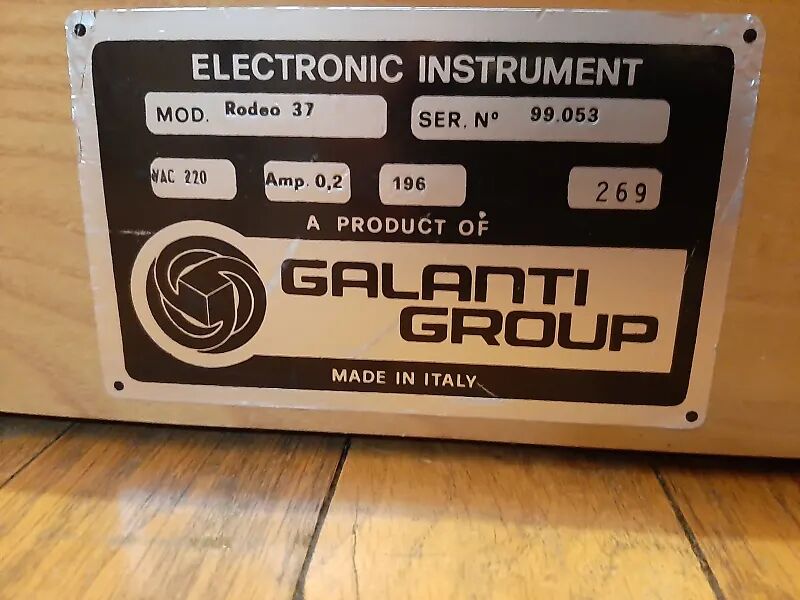 ELECTRONIC INSTRUMENT
MOD. Rodeo 37 SER. Nº 99.053
VAC 220 Amp. 0,2 196 269
A PRODUCT OF
GALANTI
GROUP
MADE IN ITALY